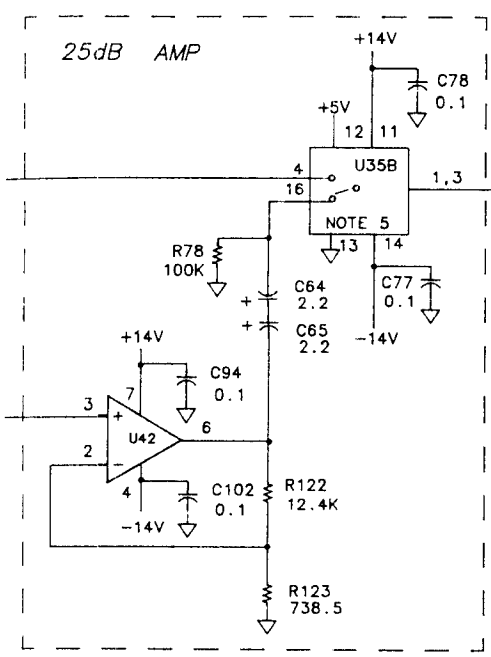 25dB AMP
+14V
C78
0.1
+5V
12 11
4
U35B
1,3
16
NOTE 5
13 14
R78
100K
C77
0.1
+ C64
2.2
+ C65
2.2
-14V
+14V
C94
0.1
7
3
+
U42
6
2
-
4
C102
0.1
-14V
R122
12.4K
R123
738.5